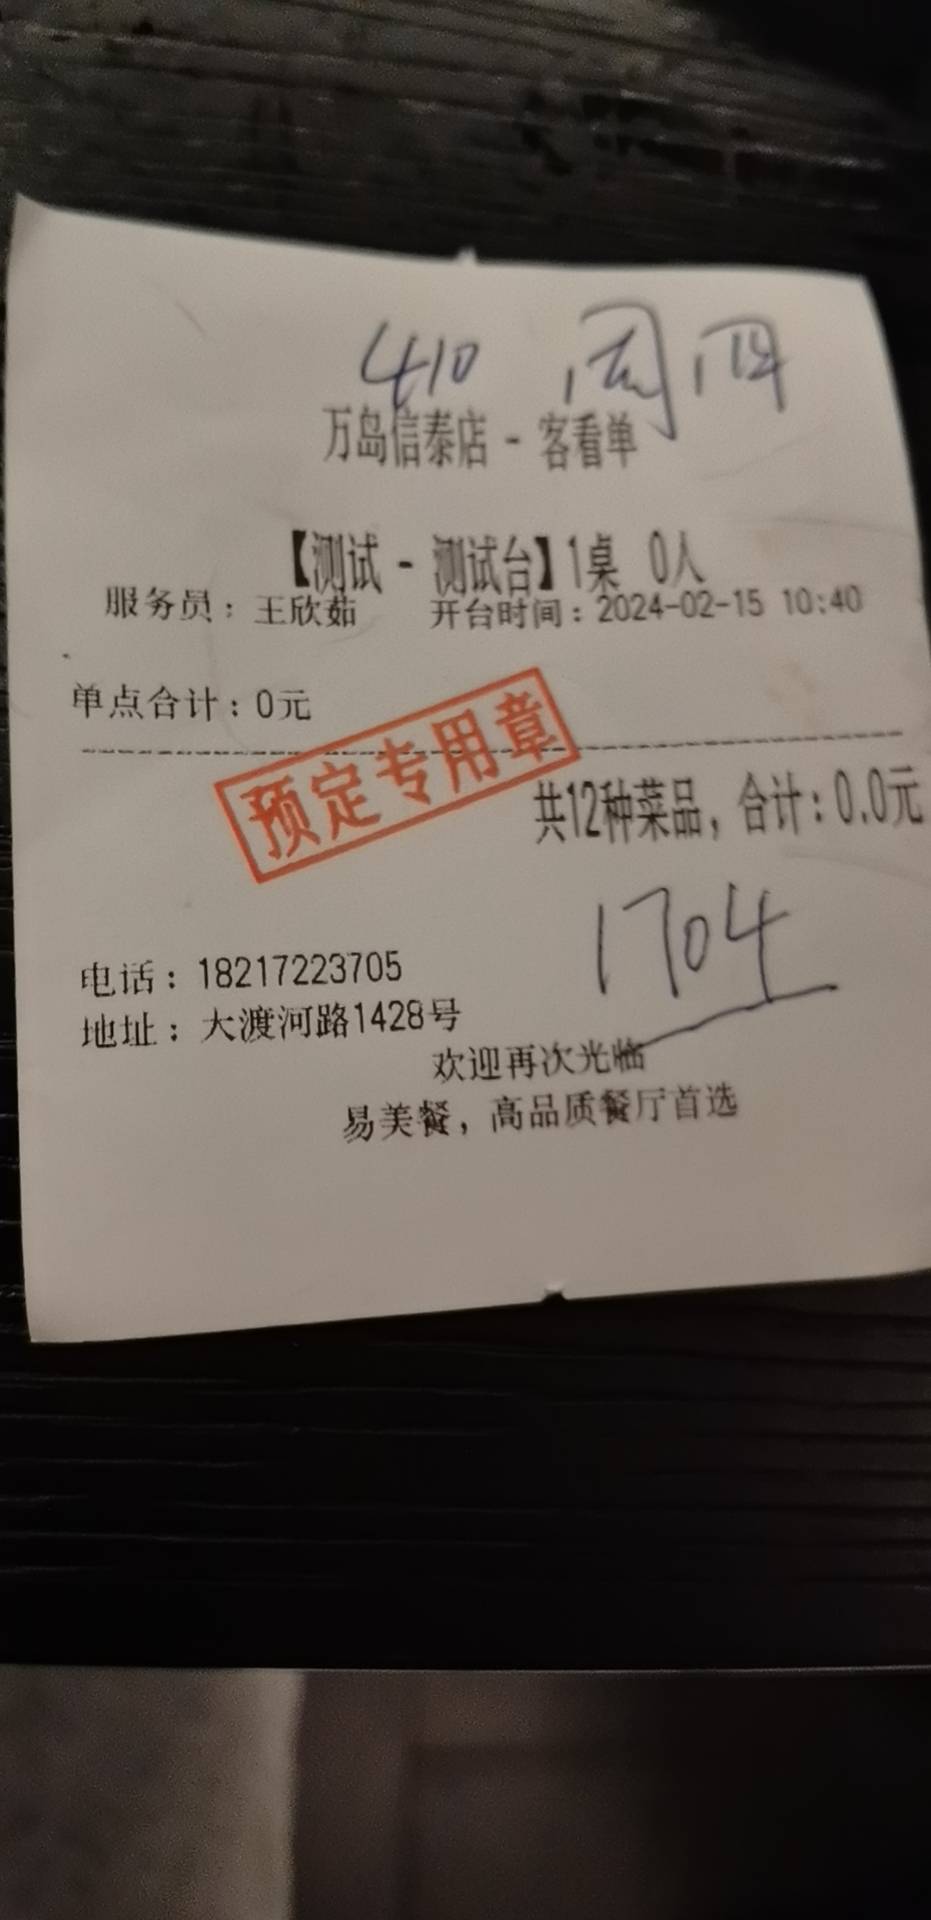 410 周四
万岛信泰店 - 客看单
【测试 - 测试台】1桌 0人
服务员：王欣茹 开台时间：2024-02-15 10:40
单点合计：0元
预定专用章
共12种菜品，合计：0.0元
1704
电话：18217223705
地址：大渡河路1428号
欢迎再次光临
易美餐，高品质餐厅首选